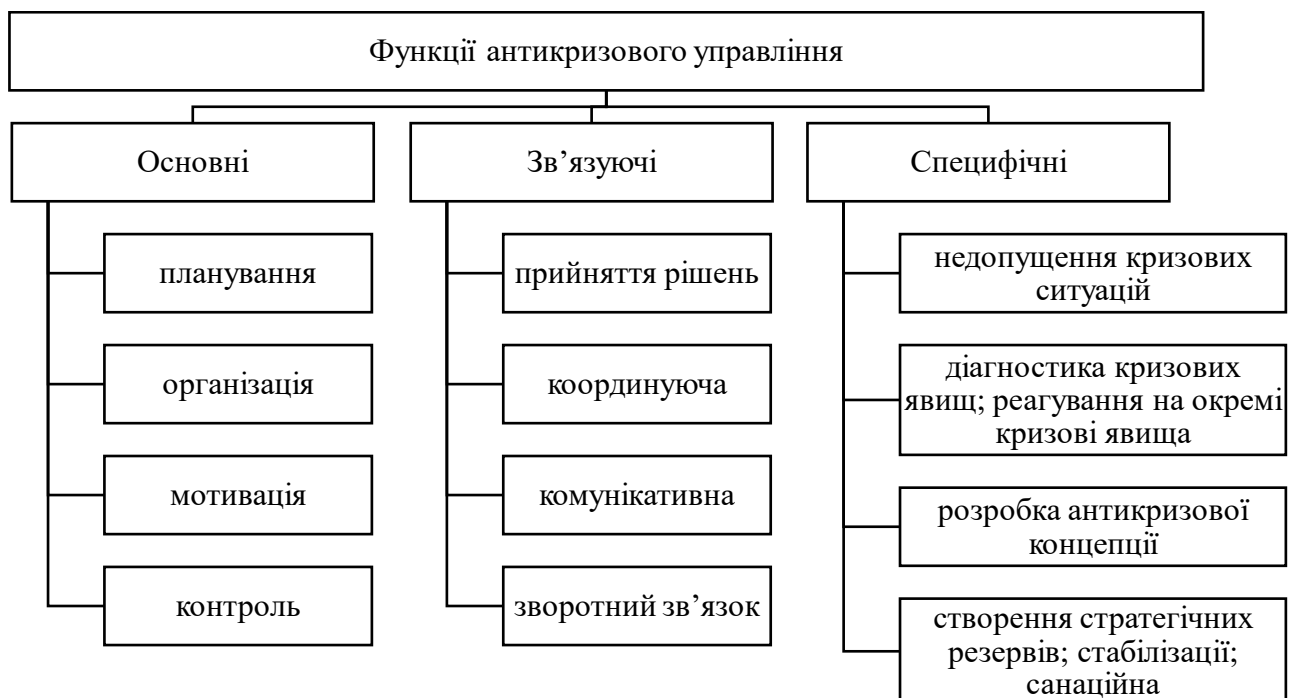 Функції антикризового управління
Основні
планування
організація
мотивація
контроль
Зв’язуючі
прийняття рішень
координуюча
комунікативна
зворотний зв’язок
Специфічні
недопущення кризових
ситуацій
діагностика кризових
явищ; реагування на окремі
кризові явища
розробка антикризової
концепції
створення стратегічних
резервів; стабілізації;
санаційна